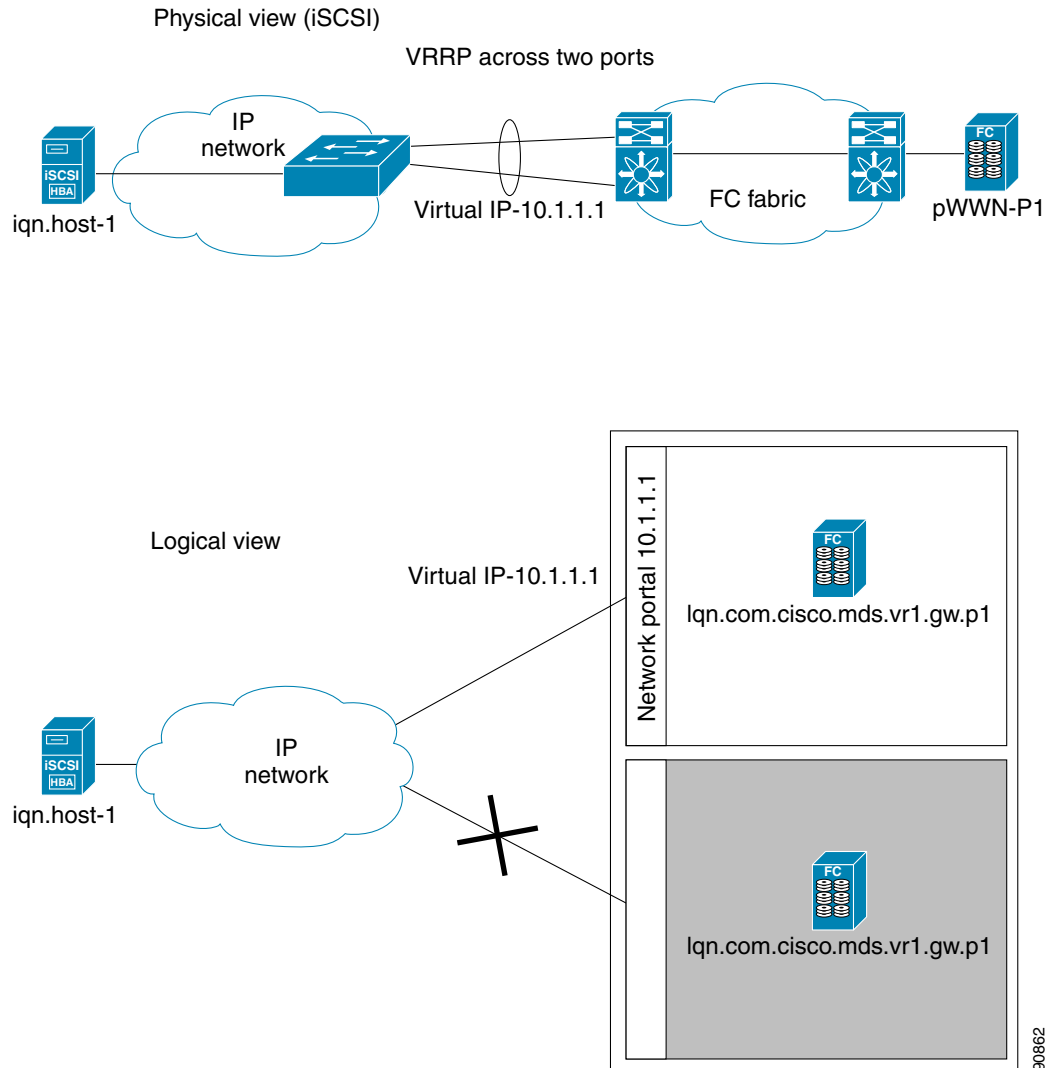 Physical view (iSCSI)
VRRP across two ports
IP
network
iSCSI
HBA
iqn.host-1
Virtual IP-10.1.1.1
FC fabric
FC
pWWN-P1
Logical view
Virtual IP-10.1.1.1
Network portal 10.1.1.1
FC
Iqn.com.cisco.mds.vr1.gw.p1
iSCSI
HBA
iqn.host-1
IP
network
FC
Iqn.com.cisco.mds.vr1.gw.p1
90862